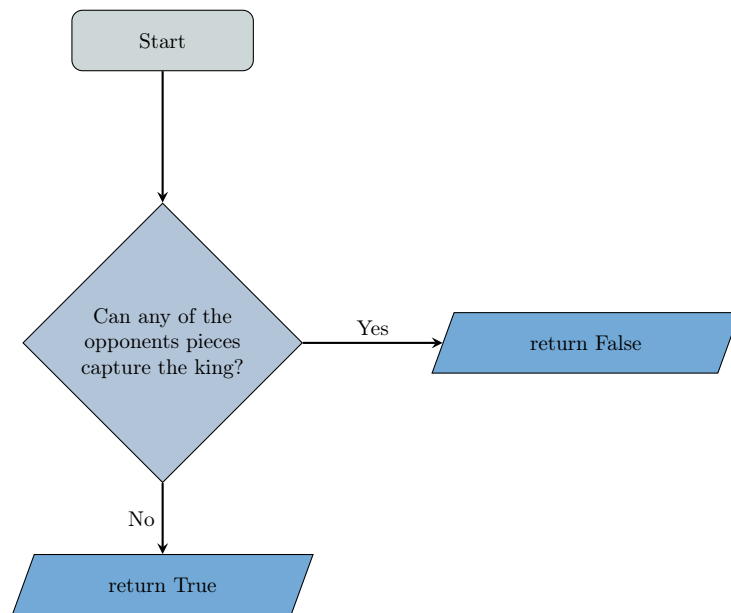 Start
Can any of the
opponents pieces
capture the king?
Yes
return False
No
return True